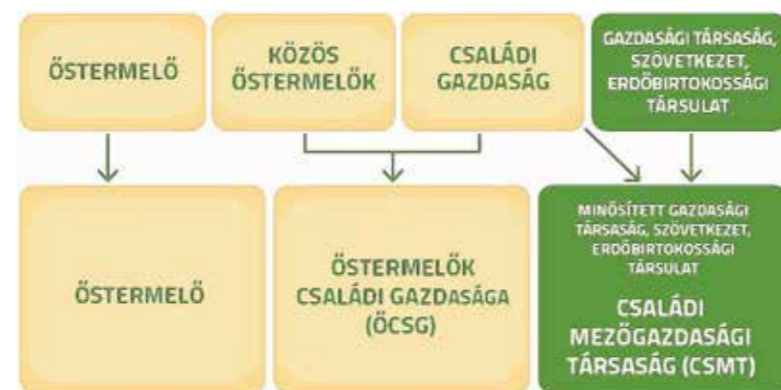 ŐSTERMELŐ
KÖZÖS
ŐSTERMELŐK
CSALÁDI
GAZDASÁG
GAZDASÁGI TÁRSASÁG,
SZÖVETKEZET,
ERDŐBIRTOKOSSÁGI
TÁRSULAT
ŐSTERMELŐ
ŐSTERMELŐK
CSALÁDI GAZDASÁGA
(ŐCSG)
MINŐSÍTETT GAZDASÁGI
TÁRSASÁG, SZÖVETKEZET,
ERDŐBIRTOKOSSÁGI
TÁRSULAT
CSALÁDI
MEZŐGAZDASÁGI
TÁRSASÁG (CSMT)